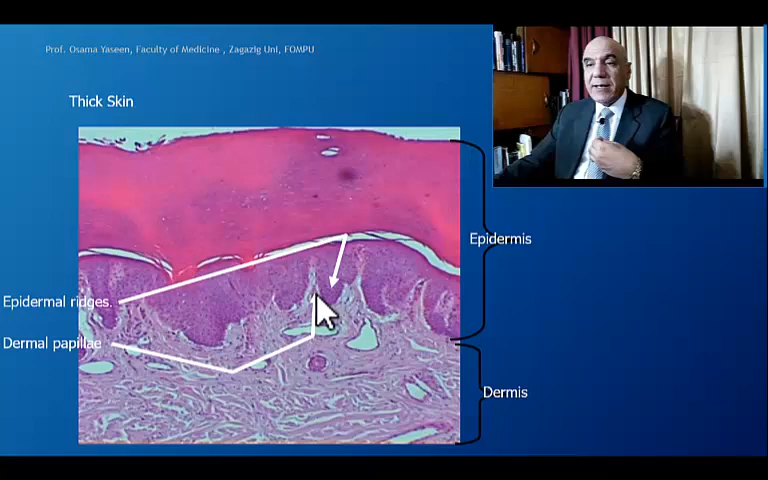 Prof. Osama Yaseen, Faculty of Medicine , Zagazig Uni, FOMPU
Thick Skin
Epidermis
Epidermal ridges.
Dermal papillae
Dermis